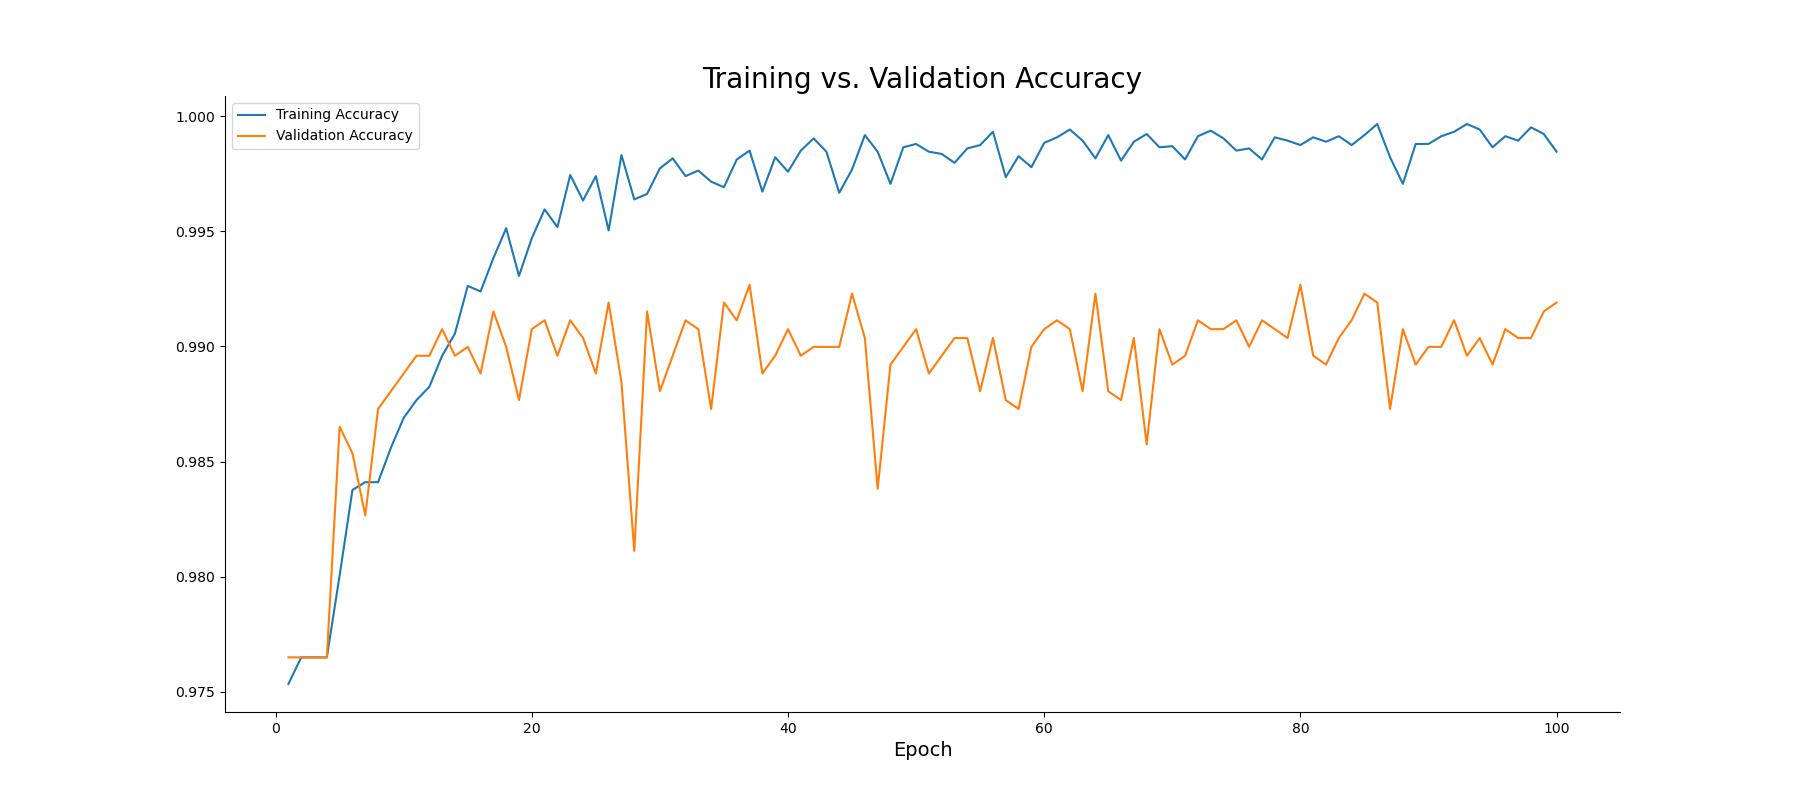 Training vs. Validation Accuracy
Training Accuracy
Validation Accuracy
1.000
0.995
0.990
0.985
0.980
0.975
0 20 40 60 80 100
Epoch